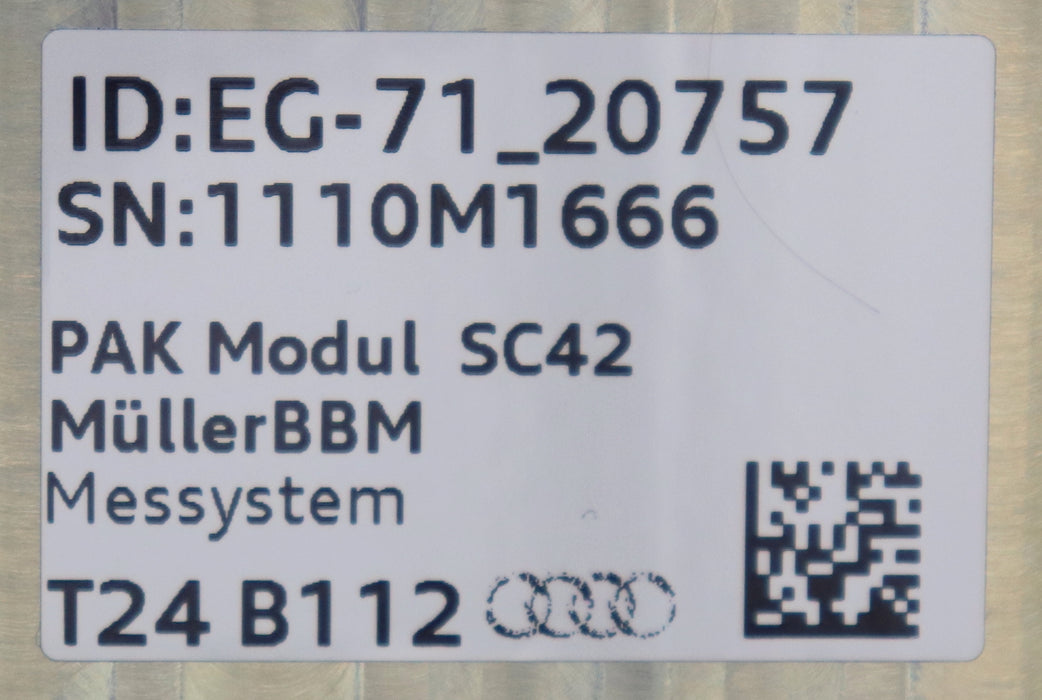 ID:EG-71_20757
SN:1110M1666
PAK Modul SC42
MüllerBBM
Messystem
T24 B112